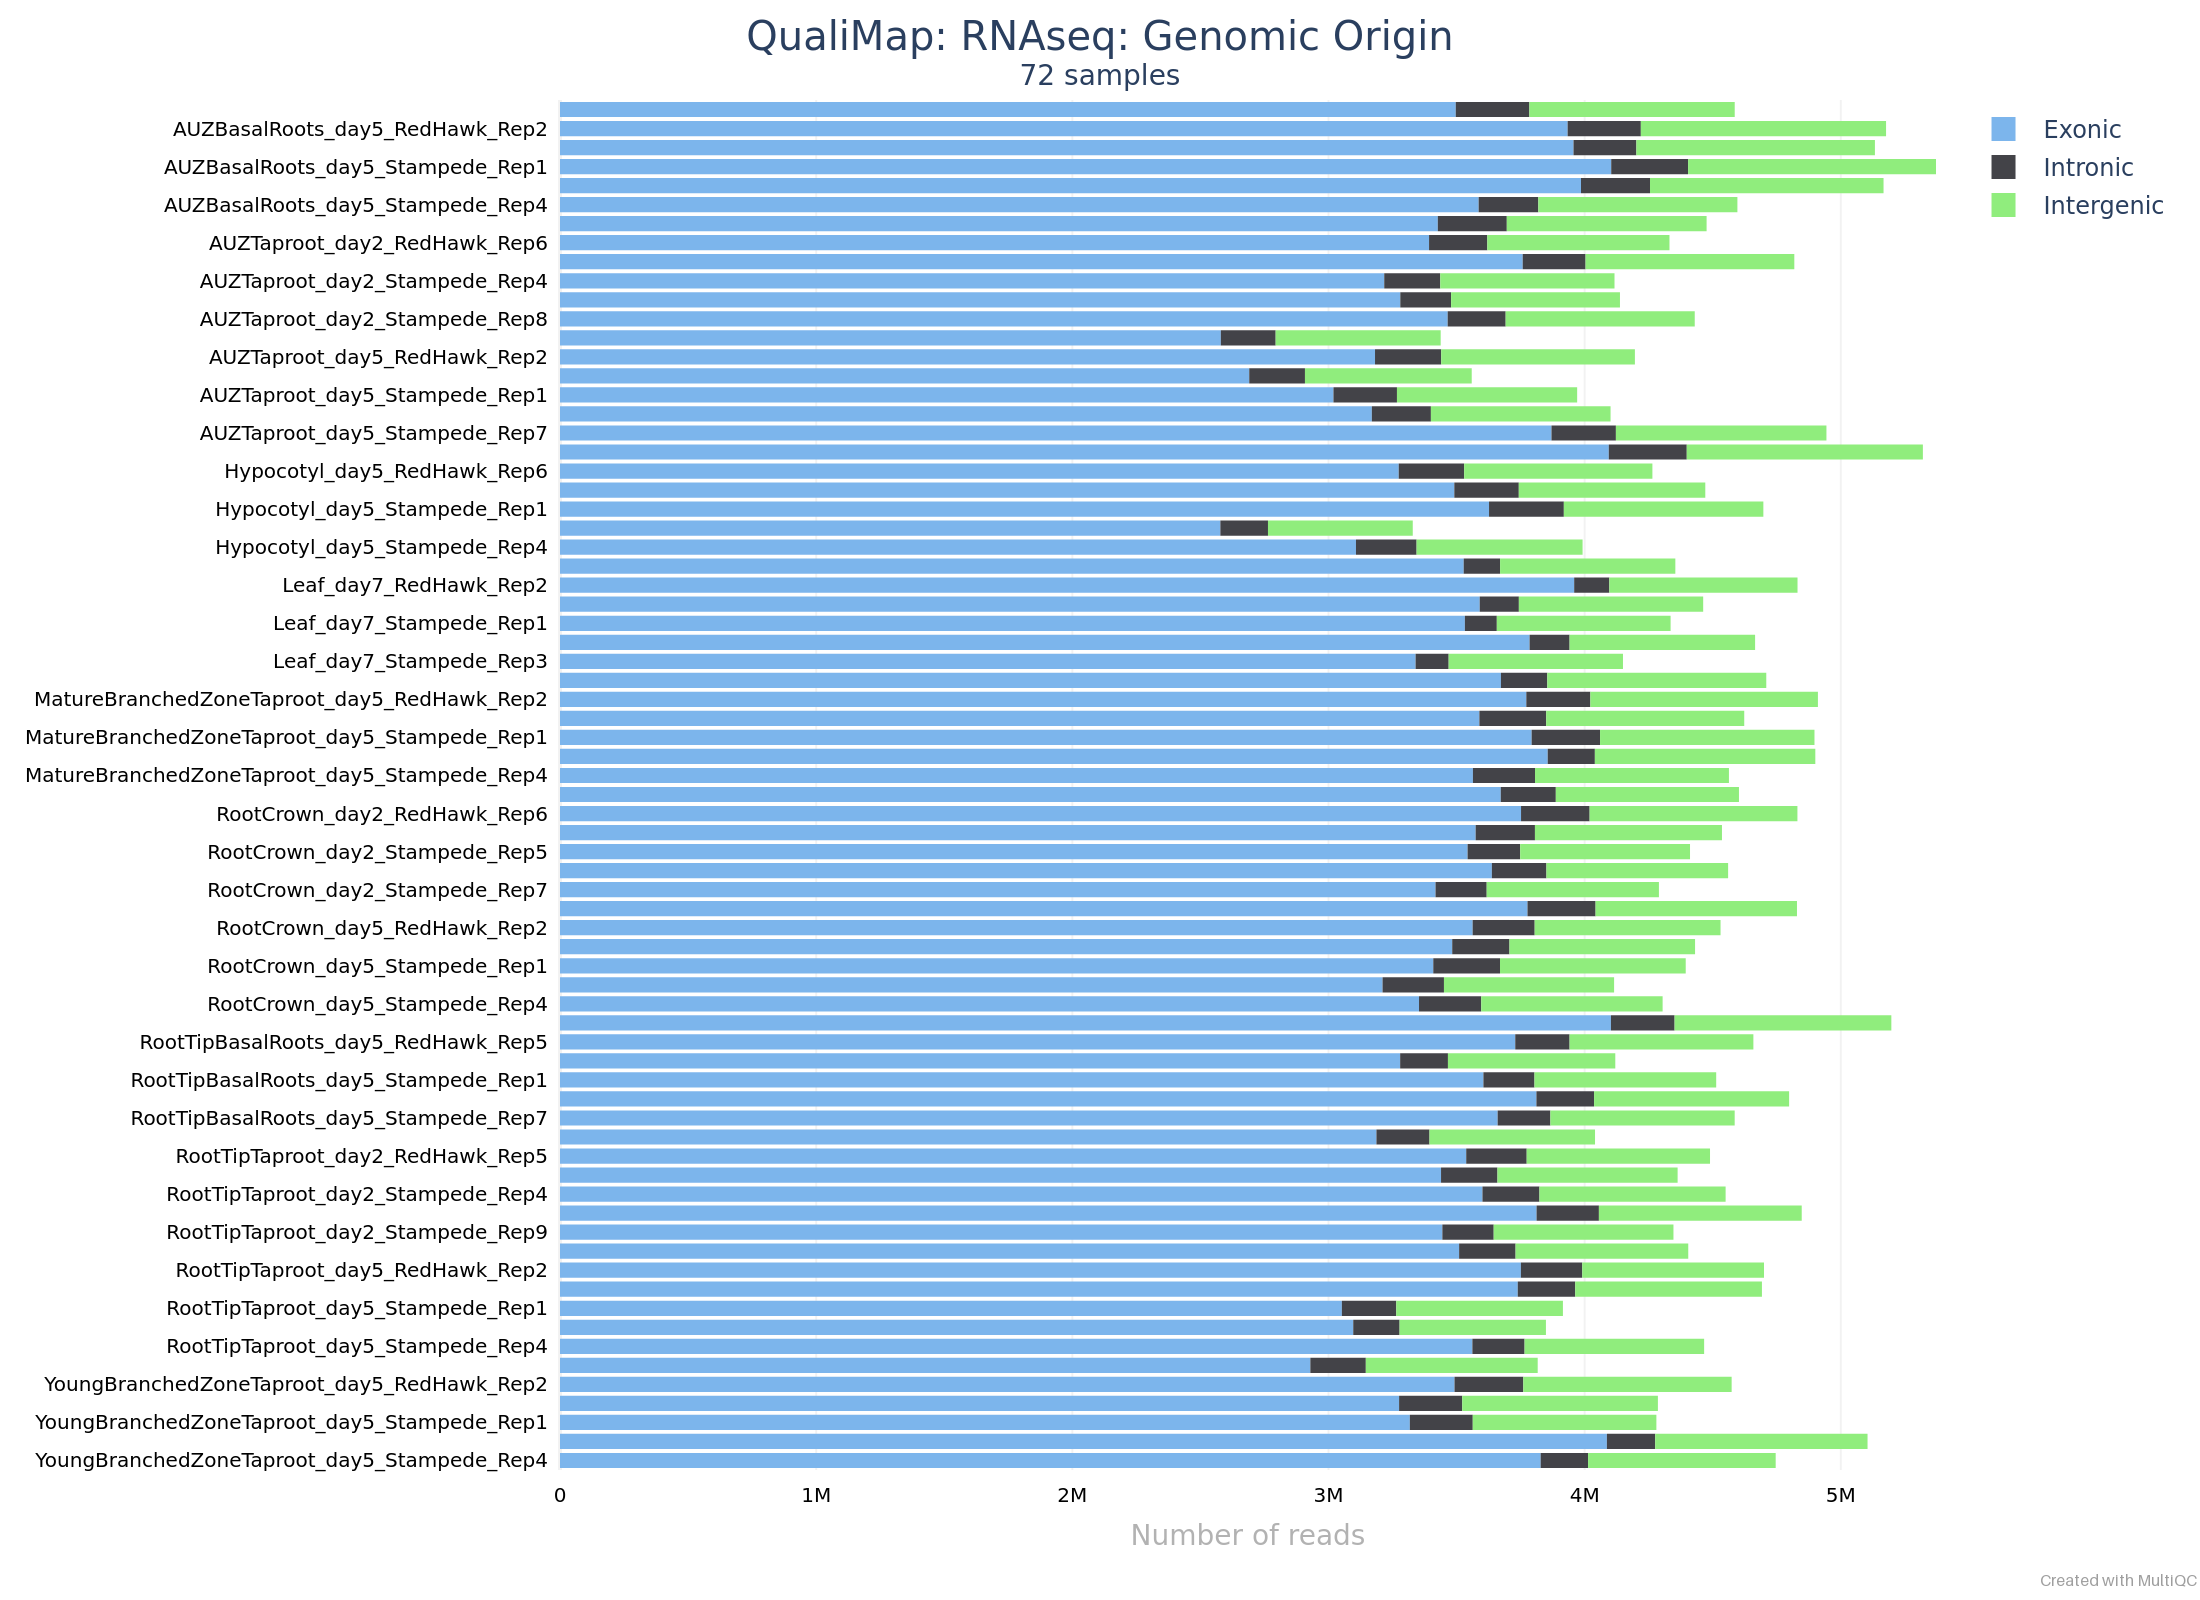 QualiMap: RNAseq: Genomic Origin
72 samples
AUZBasalRoots_day5_RedHawk_Rep2
AUZBasalRoots_day5_Stampede_Rep1
AUZBasalRoots_day5_Stampede_Rep4
AUZTaproot_day2_RedHawk_Rep6
AUZTaproot_day2_Stampede_Rep4
AUZTaproot_day2_Stampede_Rep8
AUZTaproot_day5_RedHawk_Rep2
AUZTaproot_day5_Stampede_Rep1
AUZTaproot_day5_Stampede_Rep7
Hypocotyl_day5_RedHawk_Rep6
Hypocotyl_day5_Stampede_Rep1
Hypocotyl_day5_Stampede_Rep4
Leaf_day7_RedHawk_Rep2
Leaf_day7_Stampede_Rep1
Leaf_day7_Stampede_Rep3
MatureBranchedZoneTaproot_day5_RedHawk_Rep2
MatureBranchedZoneTaproot_day5_Stampede_Rep1
MatureBranchedZoneTaproot_day5_Stampede_Rep4
RootCrown_day2_RedHawk_Rep6
RootCrown_day2_Stampede_Rep5
RootCrown_day2_Stampede_Rep7
RootCrown_day5_RedHawk_Rep2
RootCrown_day5_Stampede_Rep1
RootCrown_day5_Stampede_Rep4
RootTipBasalRoots_day5_RedHawk_Rep5
RootTipBasalRoots_day5_Stampede_Rep1
RootTipBasalRoots_day5_Stampede_Rep7
RootTipTaproot_day2_RedHawk_Rep5
RootTipTaproot_day2_Stampede_Rep4
RootTipTaproot_day2_Stampede_Rep9
RootTipTaproot_day5_RedHawk_Rep2
RootTipTaproot_day5_Stampede_Rep1
RootTipTaproot_day5_Stampede_Rep4
YoungBranchedZoneTaproot_day5_RedHawk_Rep2
YoungBranchedZoneTaproot_day5_Stampede_Rep1
YoungBranchedZoneTaproot_day5_Stampede_Rep4
0 1M 2M 3M 4M 5M
Number of reads
Exonic
Intronic
Intergenic
Created with MultiQC